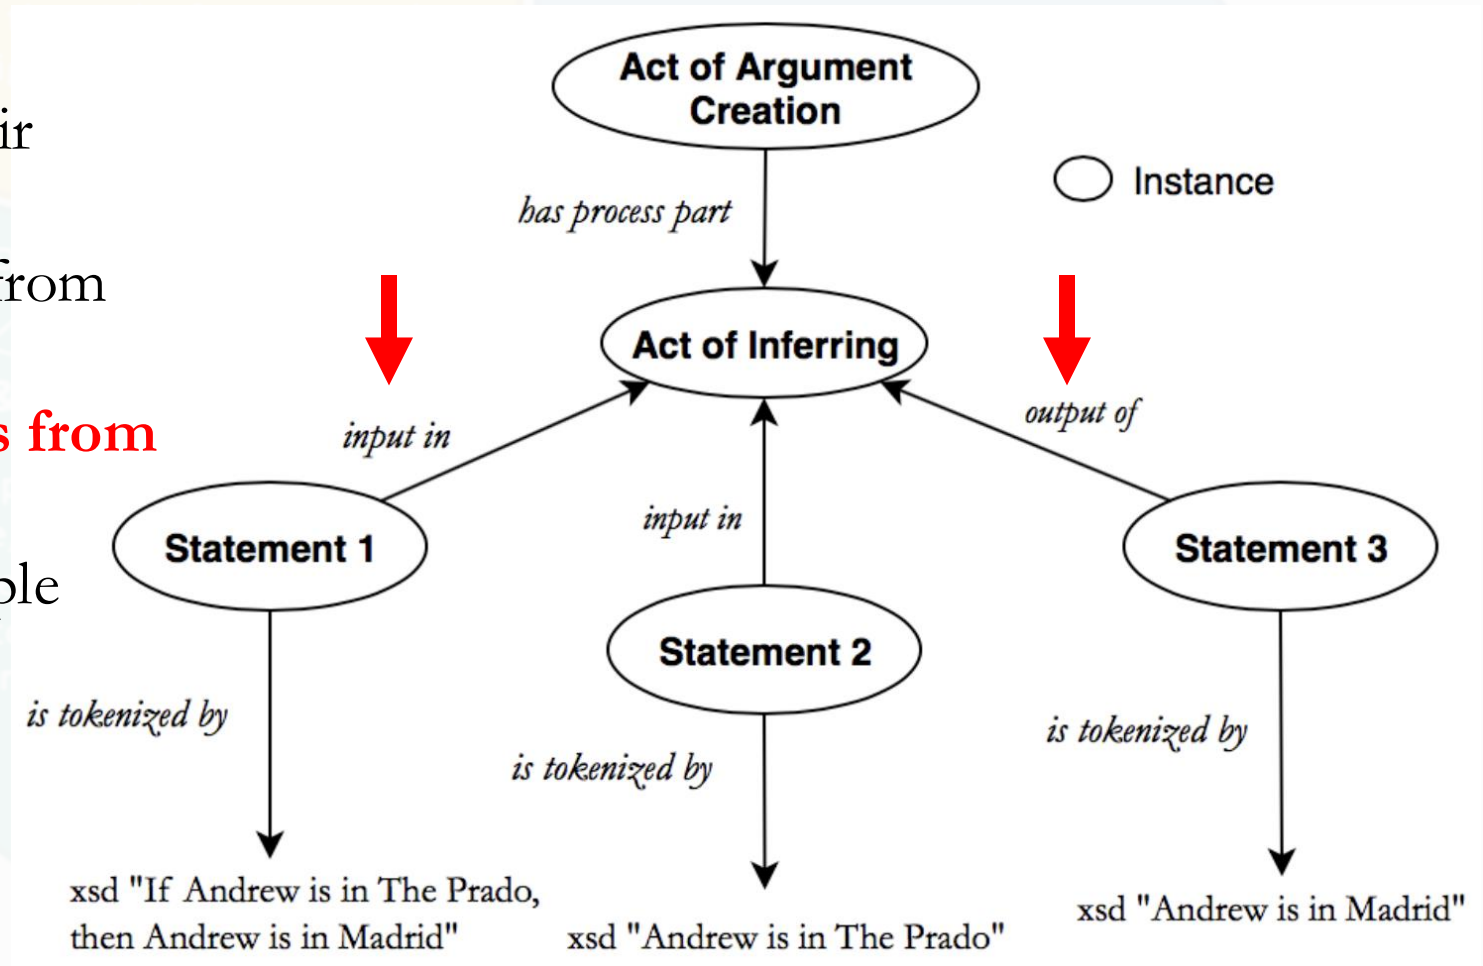 Act of Argument
Creation
ir
Instance
has process part
from
Act of Inferring
output of
s from
input in
input in
Statement 1
Statement 3
ple
Statement 2
is tokenized by
is tokenized by
is tokenized by
xsd "If Andrew is in The Prado,
then Andrew is in Madrid"
xsd "Andrew is in The Prado"
xsd "Andrew is in Madrid"